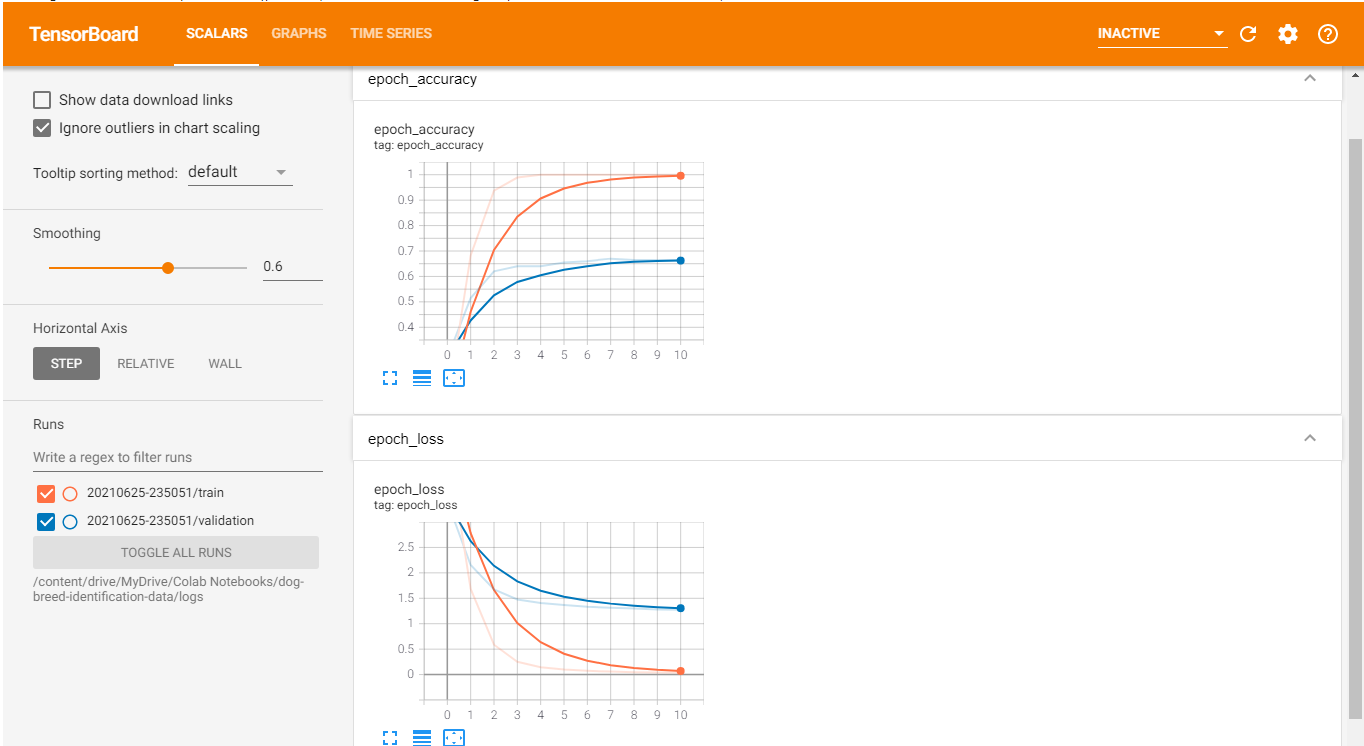 TensorBoard SCALARS GRAPHS TIME SERIES INACTIVE
Show data download links
Ignore outliers in chart scaling
Tooltip sorting method: default
Smoothing
0.6
Horizontal Axis
STEP RELATIVE WALL
Runs
Write a regex to filter runs
20210625-235051/train
20210625-235051/validation
TOGGLE ALL RUNS
/content/drive/MyDrive/Colab Notebooks/dog-
breed-identification-data/logs
epoch_accuracy
epoch_accuracy
tag: epoch_accuracy
1
0.9
0.8
0.7
0.6
0.5
0.4
0 1 2 3 4 5 6 7 8 9 10
epoch_loss
epoch_loss
tag: epoch_loss
2.5
2
1.5
1
0.5
0
0 1 2 3 4 5 6 7 8 9 10